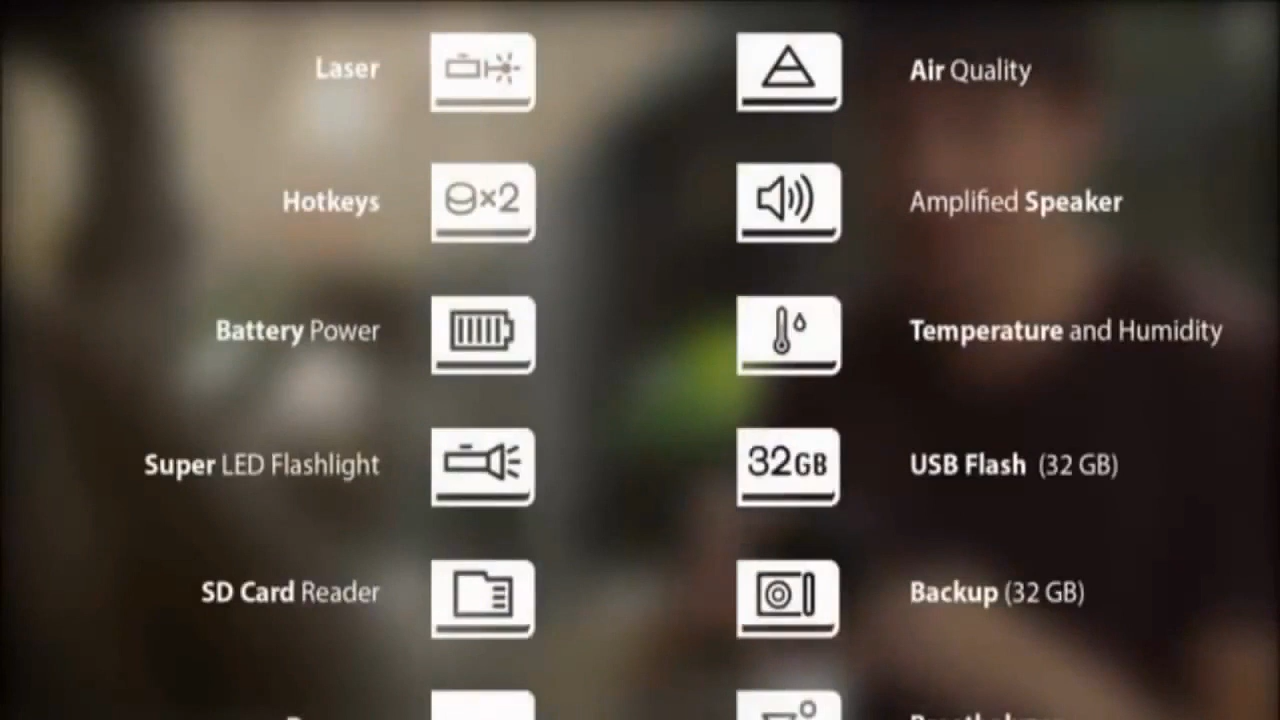 Laser
Air Quality
Hotkeys
×2
Amplified Speaker
Battery Power
Temperature and Humidity
Super LED Flashlight
32GB
USB Flash (32 GB)
SD Card Reader
Backup (32 GB)